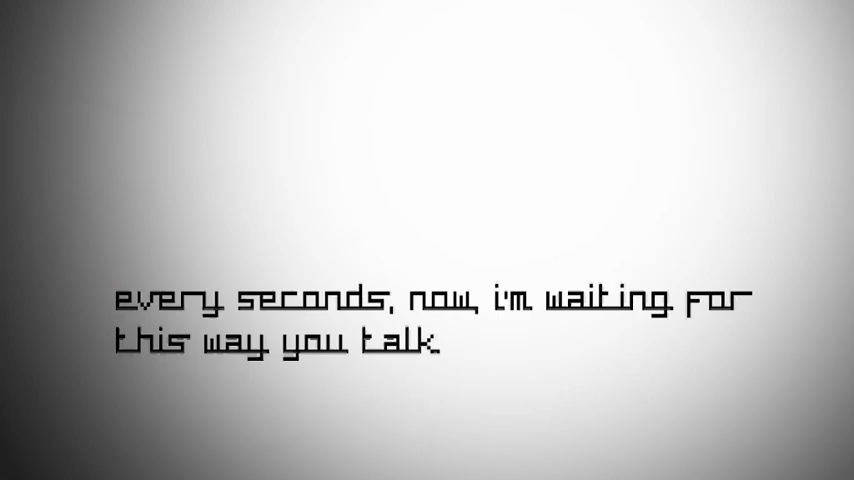 every seconds, now, i'm waiting for
this way you talk.